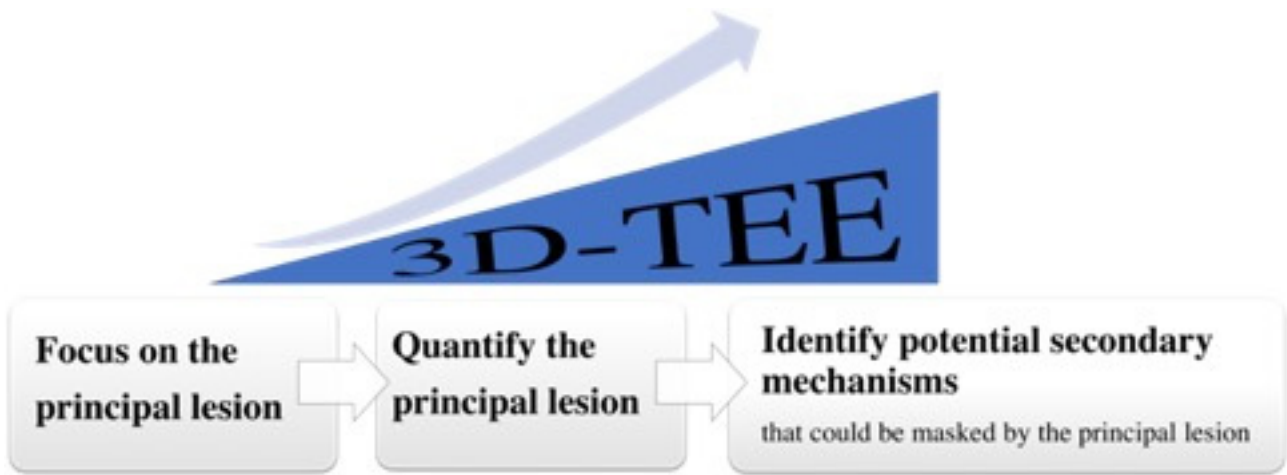 3D-TEE
Focus on the
principal lesion
Quantify the
principal lesion
Identify potential secondary
mechanisms
that could be masked by the principal lesion